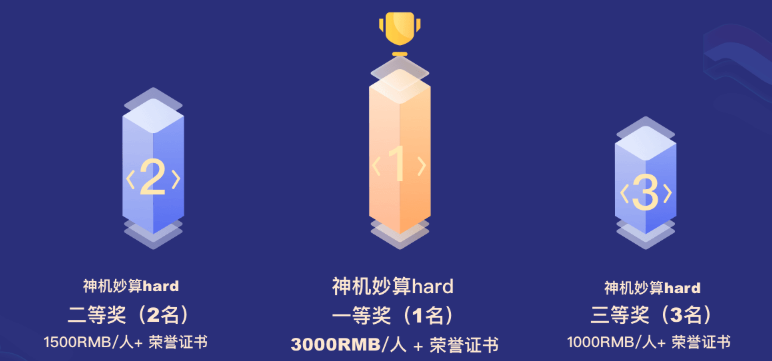 〈2〉
神机妙算hard
二等奖（2名）
1500RMB/人+ 荣誉证书
〈1〉
神机妙算hard
一等奖（1名）
3000RMB/人 + 荣誉证书
〈3〉
神机妙算hard
三等奖（3名）
1000RMB/人+ 荣誉证书